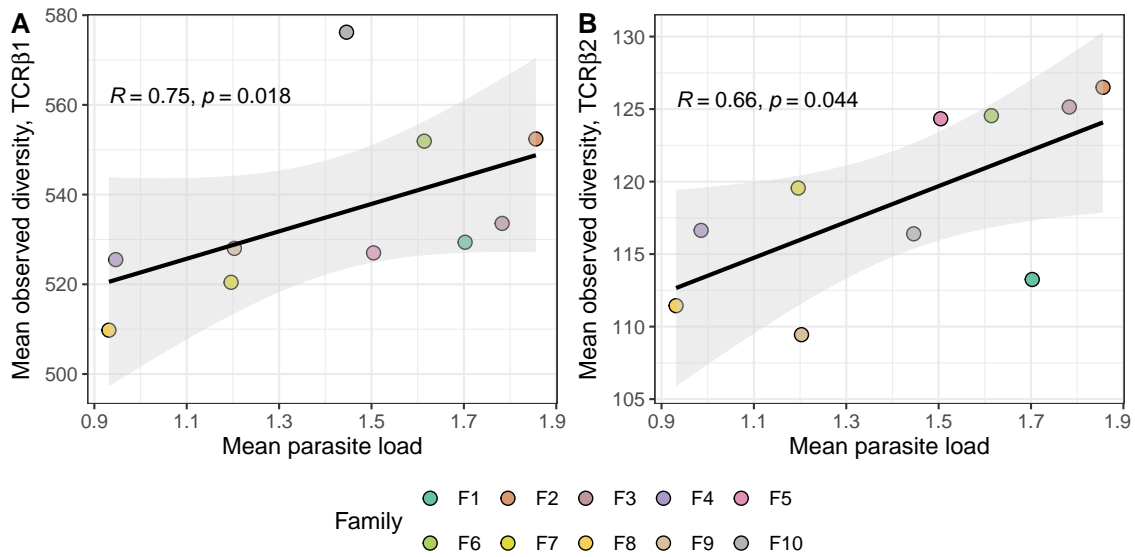 A
Mean observed diversity, TCRβ1
580
560
540
520
500
R = 0.75, p = 0.018
0.9 1.1 1.3 1.5 1.7 1.9
Mean parasite load
B
Mean observed diversity, TCRβ2
130
125
120
115
110
105
R = 0.66, p = 0.044
0.9 1.1 1.3 1.5 1.7 1.9
Mean parasite load
Family
F1 F2 F3 F4 F5
F6 F7 F8 F9 F10